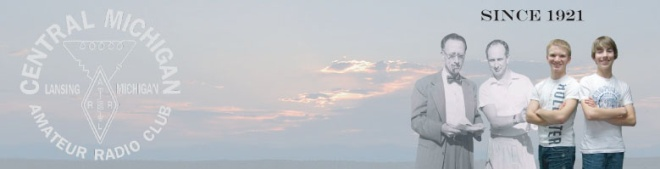 CENTRAL MICHIGAN
LANSING MICHIGAN
AMATEUR RADIO CLUB
SINCE 1921